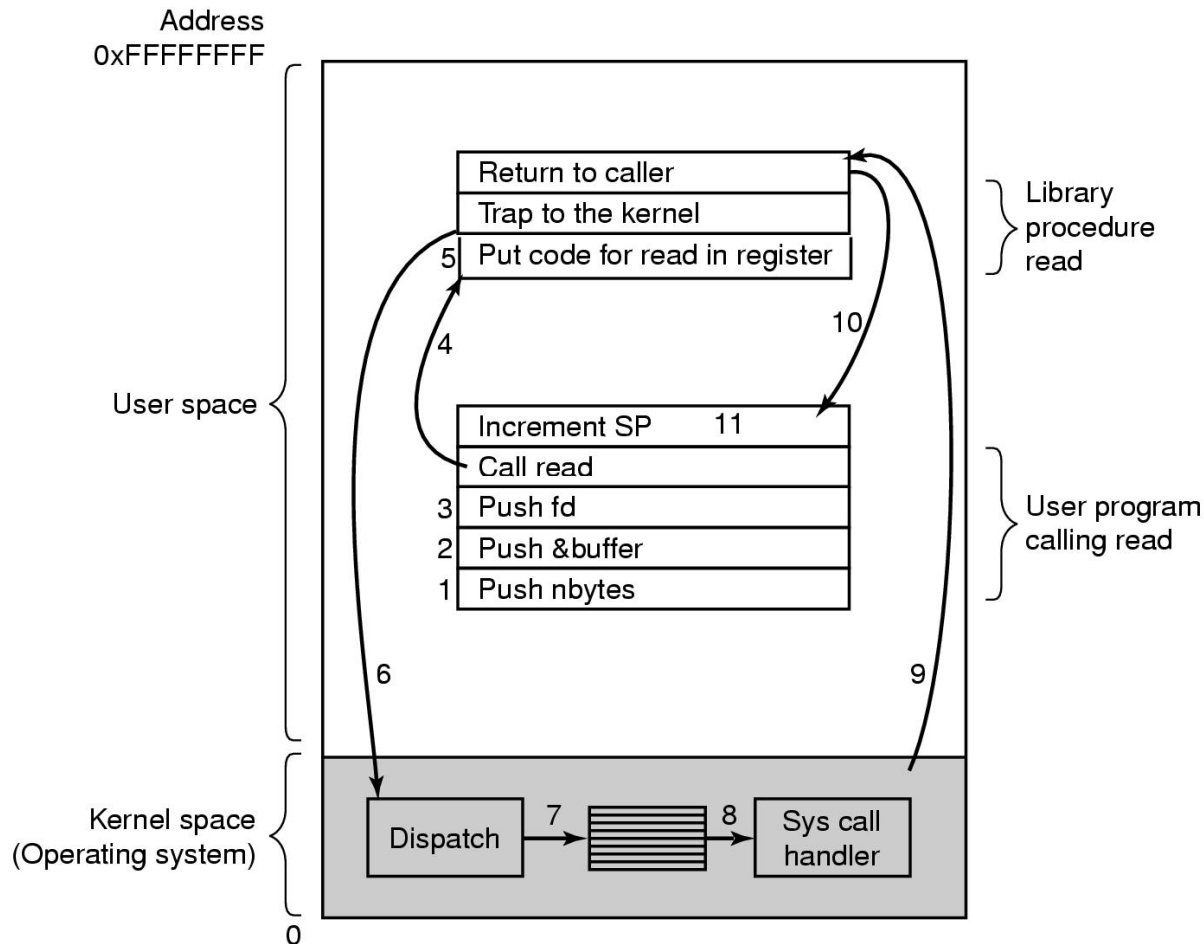 Address
0xFFFFFFFF
Return to caller
Trap to the kernel
5 Put code for read in register
Library
procedure
read
4
10
User space
Increment SP 11
Call read
3 Push fd
2 Push &buffer
1 Push nbytes
User program
calling read
6
9
Kernel space
(Operating system)
Dispatch
7
8
Sys call
handler
0